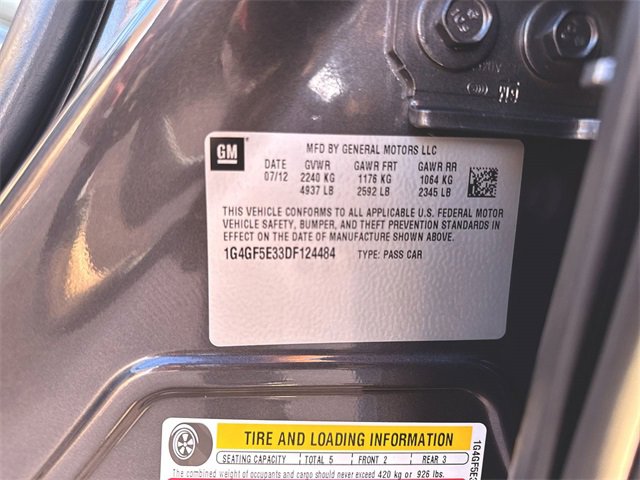 GM
MFD BY GENERAL MOTORS LLC
DATE GVWR GAWR FRT GAWR RR
07/12 2240 KG 1176 KG 1064 KG
4937 LB 2592 LB 2345 LB
THIS VEHICLE CONFORMS TO ALL APPLICABLE U.S. FEDERAL MOTOR
VEHICLE SAFETY, BUMPER, AND THEFT PREVENTION STANDARDS IN
EFFECT ON THE DATE OF MANUFACTURE SHOWN ABOVE.
1G4GF5E33DF124484 TYPE: PASS CAR
TIRE AND LOADING INFORMATION
SEATING CAPACITY TOTAL 5 FRONT 2 REAR 3
The combined weight of occupants and cargo should never exceed 420 kg or 926 lbs.
1G4GF5E3